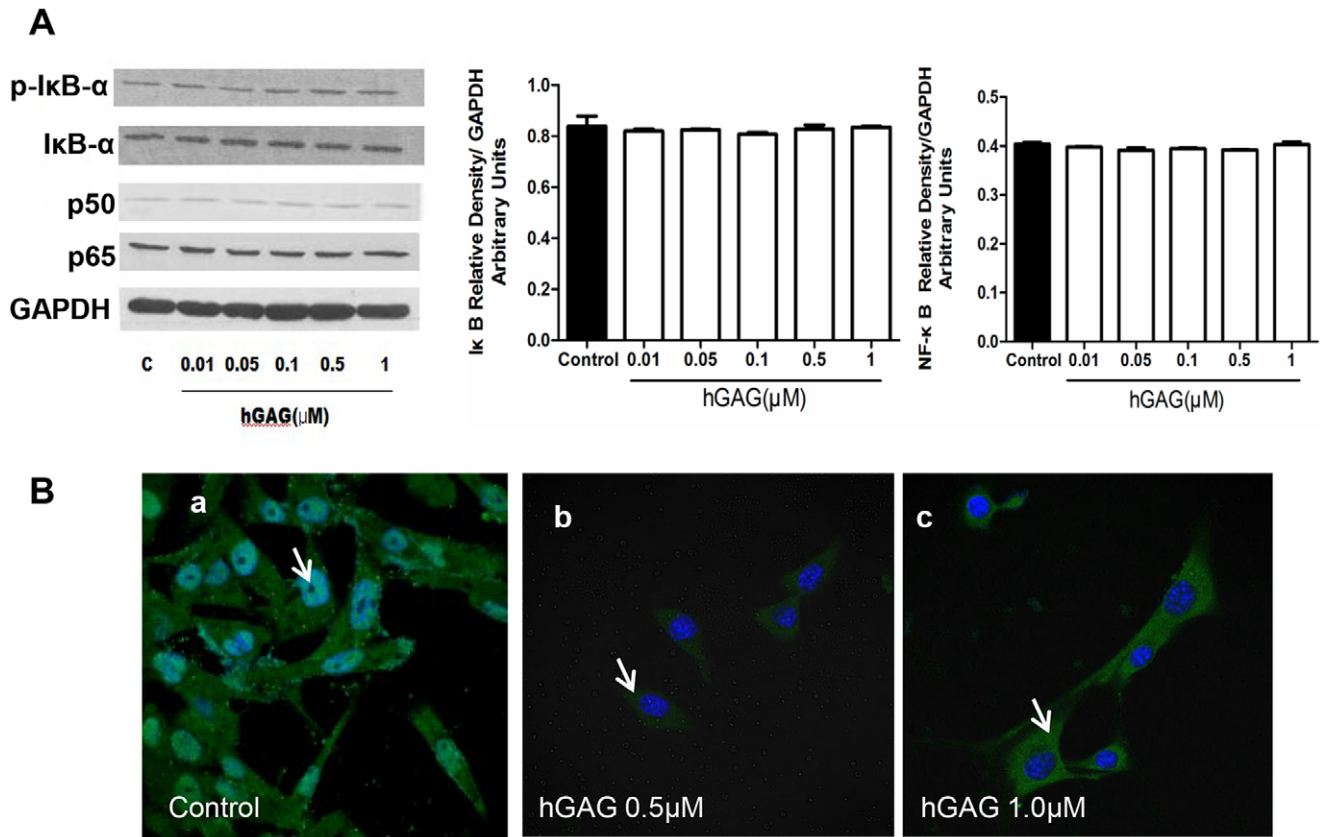 A
p-IκB-α
IκB-α
p50
p65
GAPDH
C 0.01 0.05 0.1 0.5 1
hGAG(μM)
Iκ B Relative Density/ GAPDH
Arbitrary Units
1.0
0.8
0.6
0.4
0.2
0.0
Control 0.01 0.05 0.1 0.5 1
hGAG(μM)
NF-κ B Relative Density/GAPDH
Arbitrary Units
0.5
0.4
0.3
0.2
0.1
0.0
Control 0.01 0.05 0.1 0.5 1
hGAG(μM)
B
a
Control
b
hGAG 0.5μM
c
hGAG 1.0μM